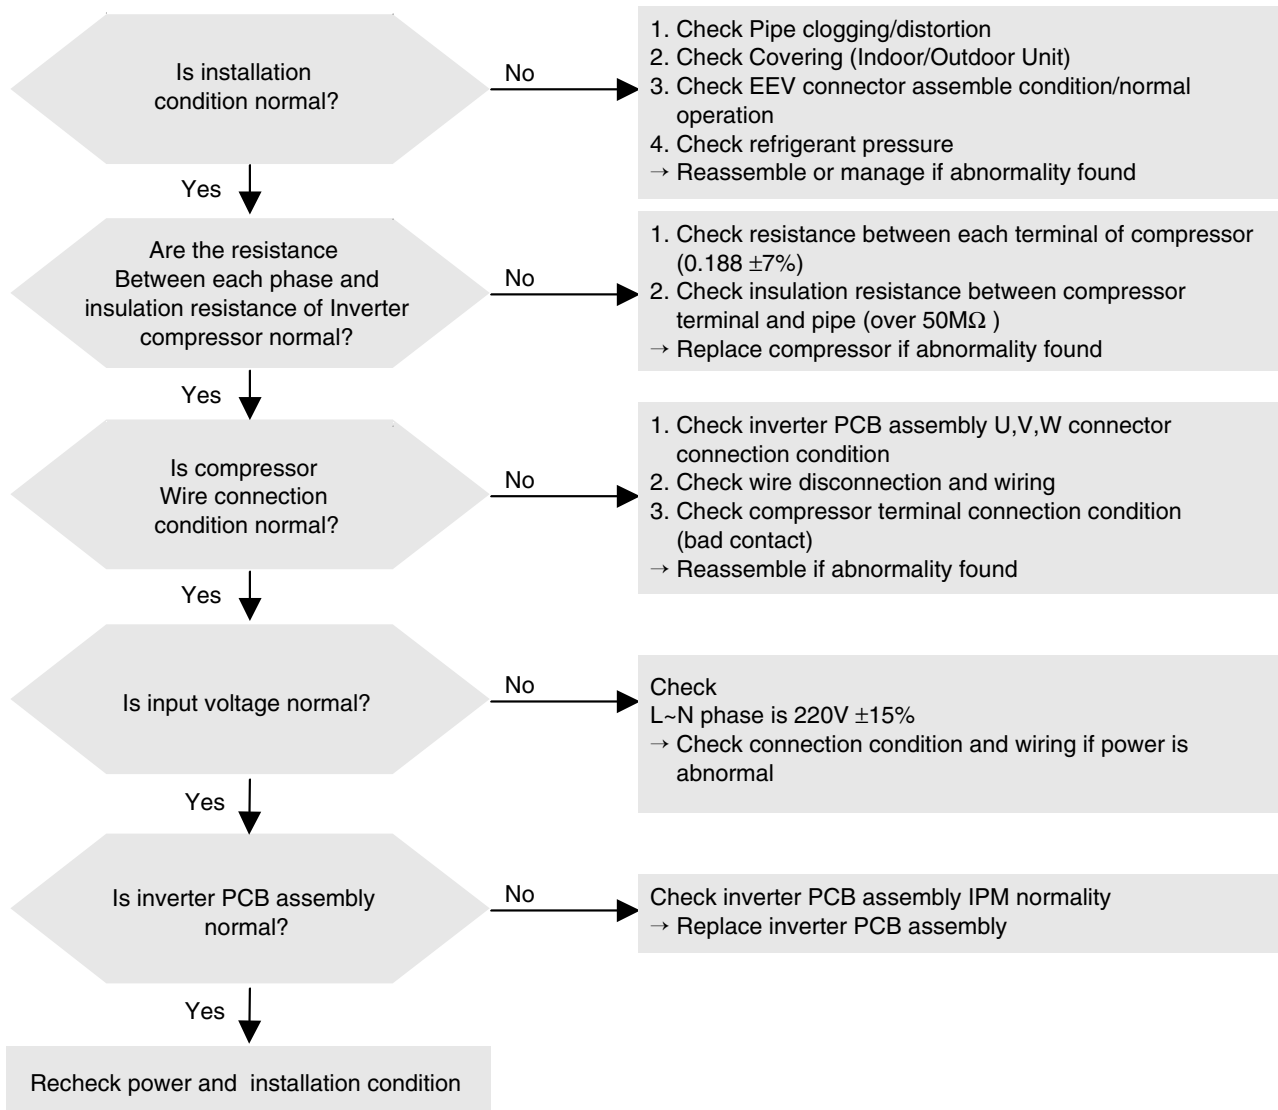 Is installation
condition normal?
No
1. Check Pipe clogging/distortion
2. Check Covering (Indoor/Outdoor Unit)
3. Check EEV connector assemble condition/normal
operation
4. Check refrigerant pressure
→ Reassemble or manage if abnormality found
Yes
Are the resistance
Between each phase and
insulation resistance of Inverter
compressor normal?
No
1. Check resistance between each terminal of compressor
(0.188 ±7%)
2. Check insulation resistance between compressor
terminal and pipe (over 50MΩ )
→ Replace compressor if abnormality found
Yes
Is compressor
Wire connection
condition normal?
No
1. Check inverter PCB assembly U,V,W connector
connection condition
2. Check wire disconnection and wiring
3. Check compressor terminal connection condition
(bad contact)
→ Reassemble if abnormality found
Yes
Is input voltage normal?
No
Check
L~N phase is 220V ±15%
→ Check connection condition and wiring if power is
abnormal
Yes
Is inverter PCB assembly
normal?
No
Check inverter PCB assembly IPM normality
→ Replace inverter PCB assembly
Yes
Recheck power and  installation condition